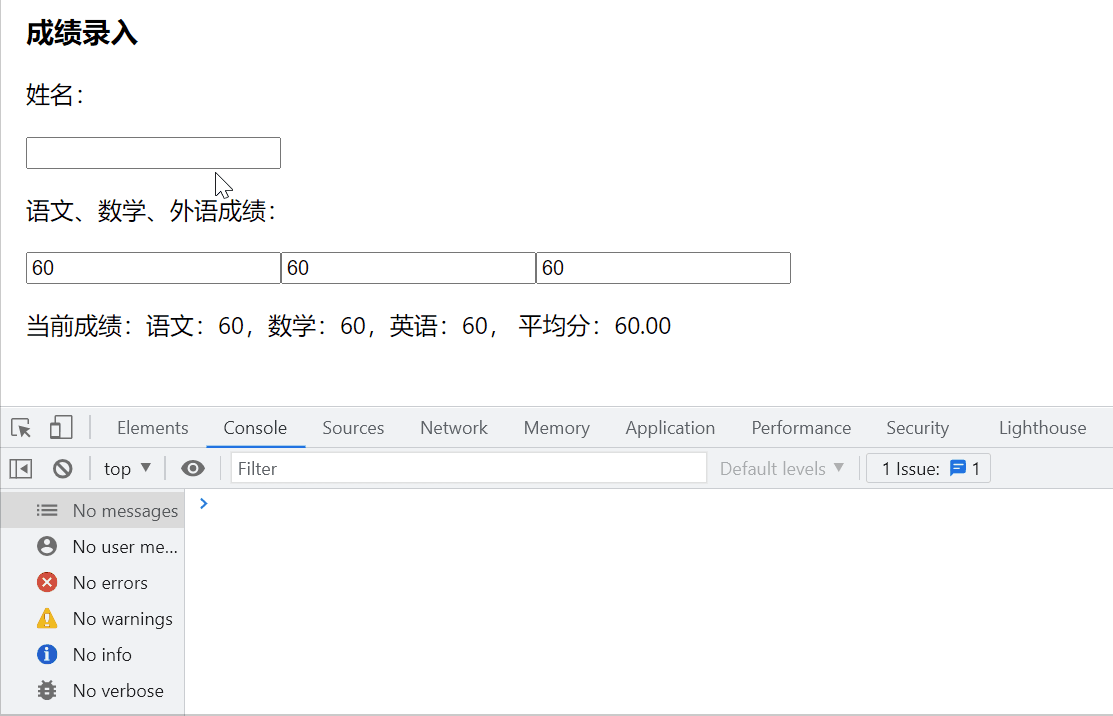 成绩录入
姓名：
语文、数学、外语成绩：
60 60 60
当前成绩：语文：60，数学：60，英语：60， 平均分：60.00
Elements Console Sources Network Memory Application Performance Security Lighthouse
top Filter Default levels 1 Issue: 1
No messages
No user me...
No errors
No warnings
No info
No verbose